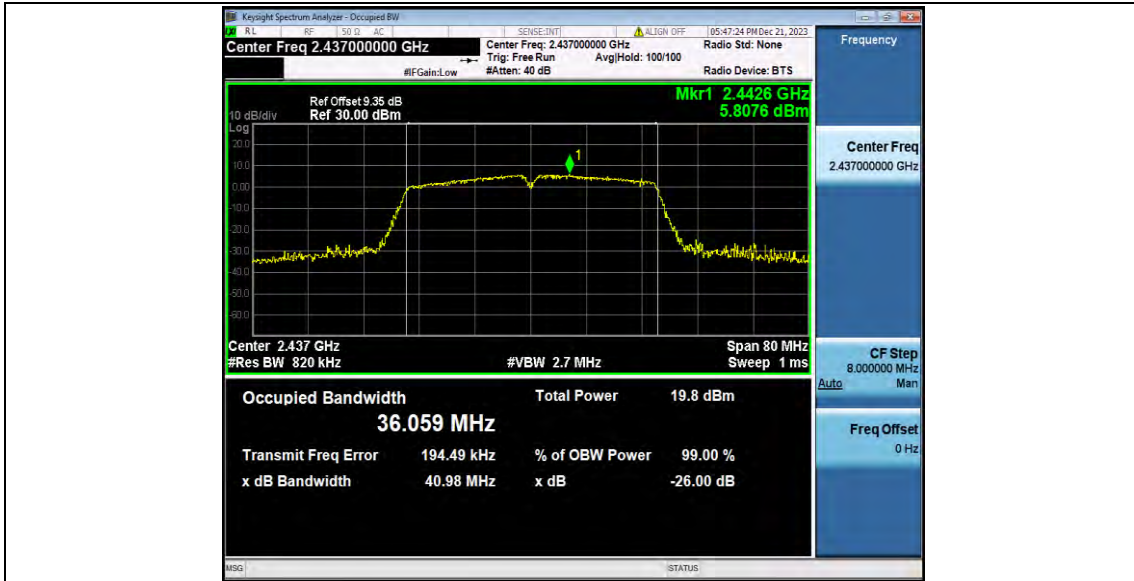 Keysight Spectrum Analyzer - Occupied BW
RL RF 50 Ω AC SENSE:INT ALIGN OFF 05:47:24 PM Dec 21, 2023
Center Freq 2.437000000 GHz
Center Freq: 2.437000000 GHz
Radio Std: None
Trig: Free Run Avg|Hold: 100/100
#IFGain:Low
#Atten: 40 dB
Radio Device: BTS
Frequency
Mkr1 2.4426 GHz
5.8076 dBm
Ref Offset 9.35 dB
10 dB/div Ref 30.00 dBm
Log
20.0
10.0
0.00
-10.0
-20.0
-30.0
-40.0
-50.0
-60.0
1
Center 2.437 GHz Span 80 MHz
#Res BW 820 kHz #VBW 2.7 MHz Sweep 1 ms
Occupied Bandwidth Total Power 19.8 dBm
36.059 MHz
Transmit Freq Error 194.49 kHz % of OBW Power 99.00 %
x dB Bandwidth 40.98 MHz x dB -26.00 dB
Center Freq
2.437000000 GHz
CF Step
8.000000 MHz
Auto Man
Freq Offset
0 Hz
MSG STATUS